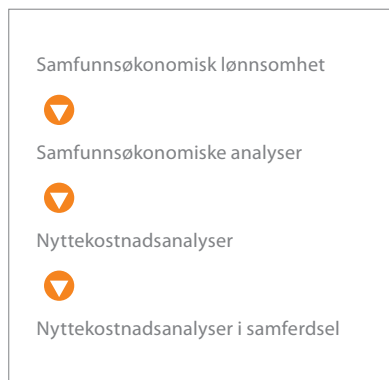 Samfunnsøkonomisk lønnsomhet
Samfunnsøkonomiske analyser
Nyttekostnadsanalyser
Nyttekostnadsanalyser i samferdsel